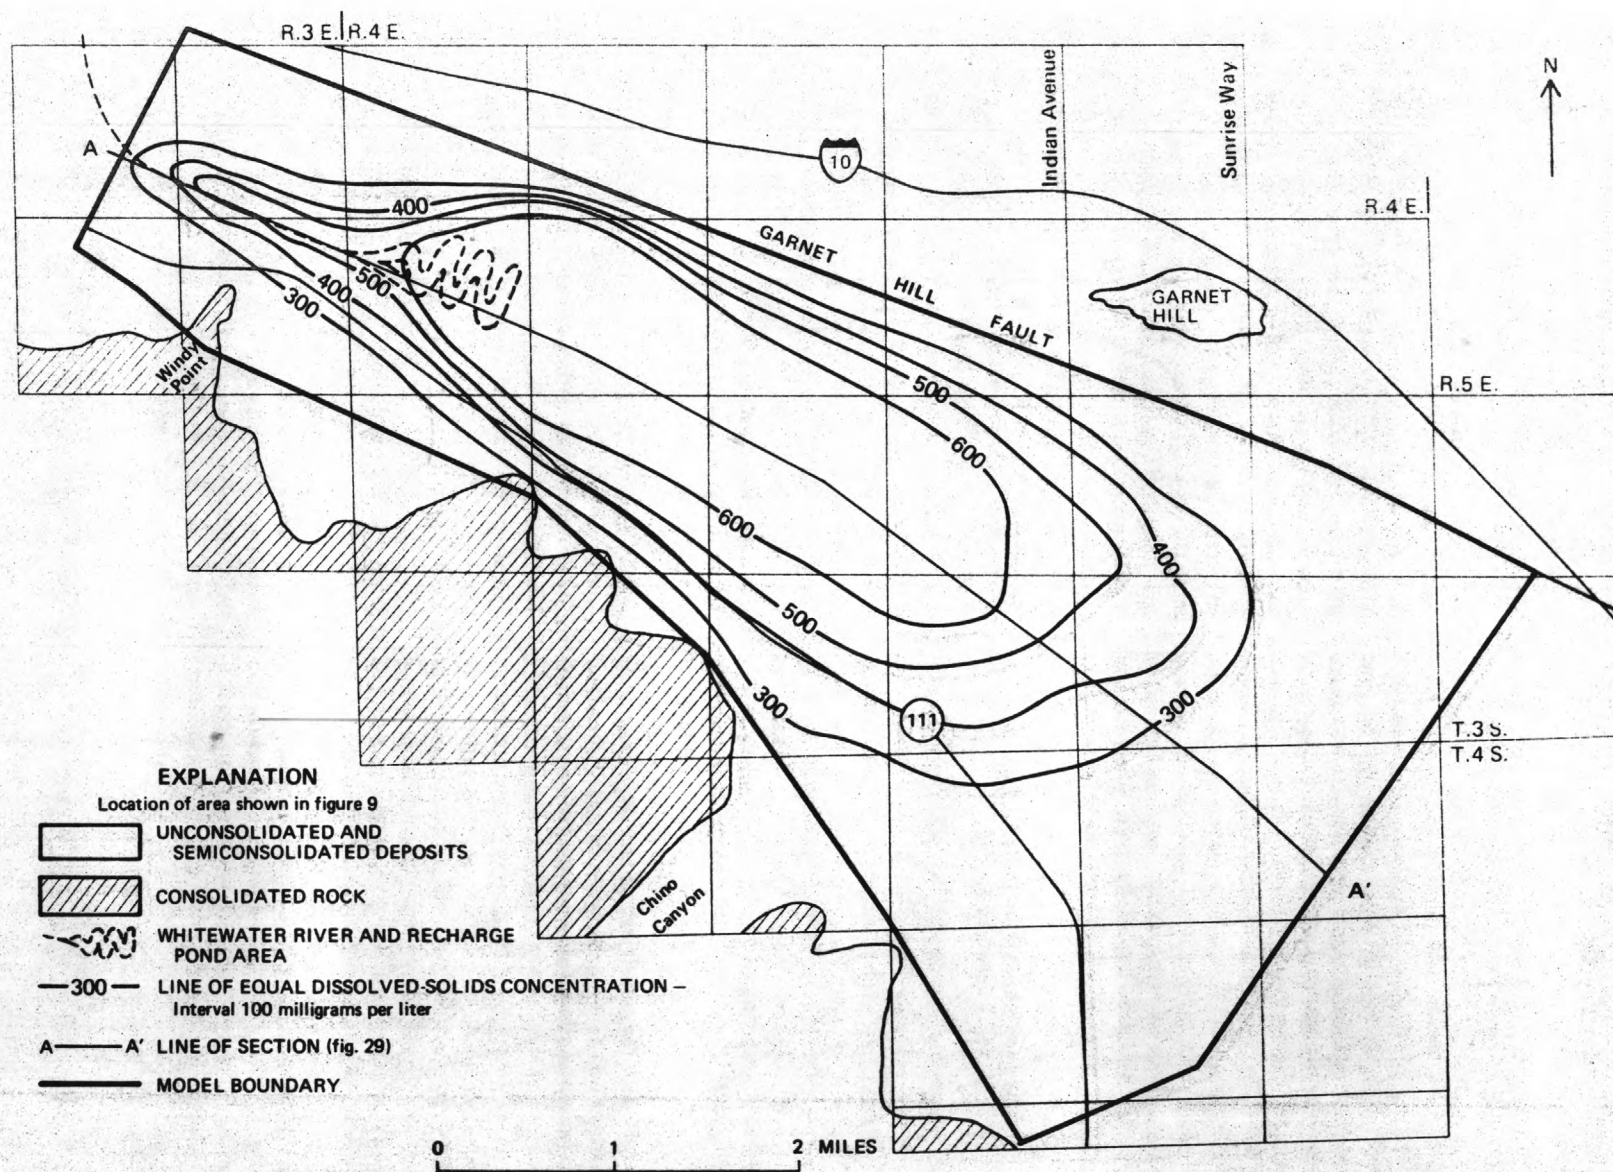 R.3 E. R.4 E.
Indian Avenue
Sunrise Way
N
A
10
R.4 E.
400
GARNET
HILL
FAULT
GARNET
HILL
500
400
300
Windy
Point
R.5 E.
500
600
600
400
500
300
300
111
T.3 S.
T.4 S.
A'
Chino
Canyon
EXPLANATION
Location of area shown in figure 9
UNCONSOLIDATED AND
SEMICONSOLIDATED DEPOSITS
CONSOLIDATED ROCK
WHITEWATER RIVER AND RECHARGE
POND AREA
300 LINE OF EQUAL DISSOLVED-SOLIDS CONCENTRATION –
Interval 100 milligrams per liter
A A' LINE OF SECTION (fig. 29)
MODEL BOUNDARY
0 1 2 MILES